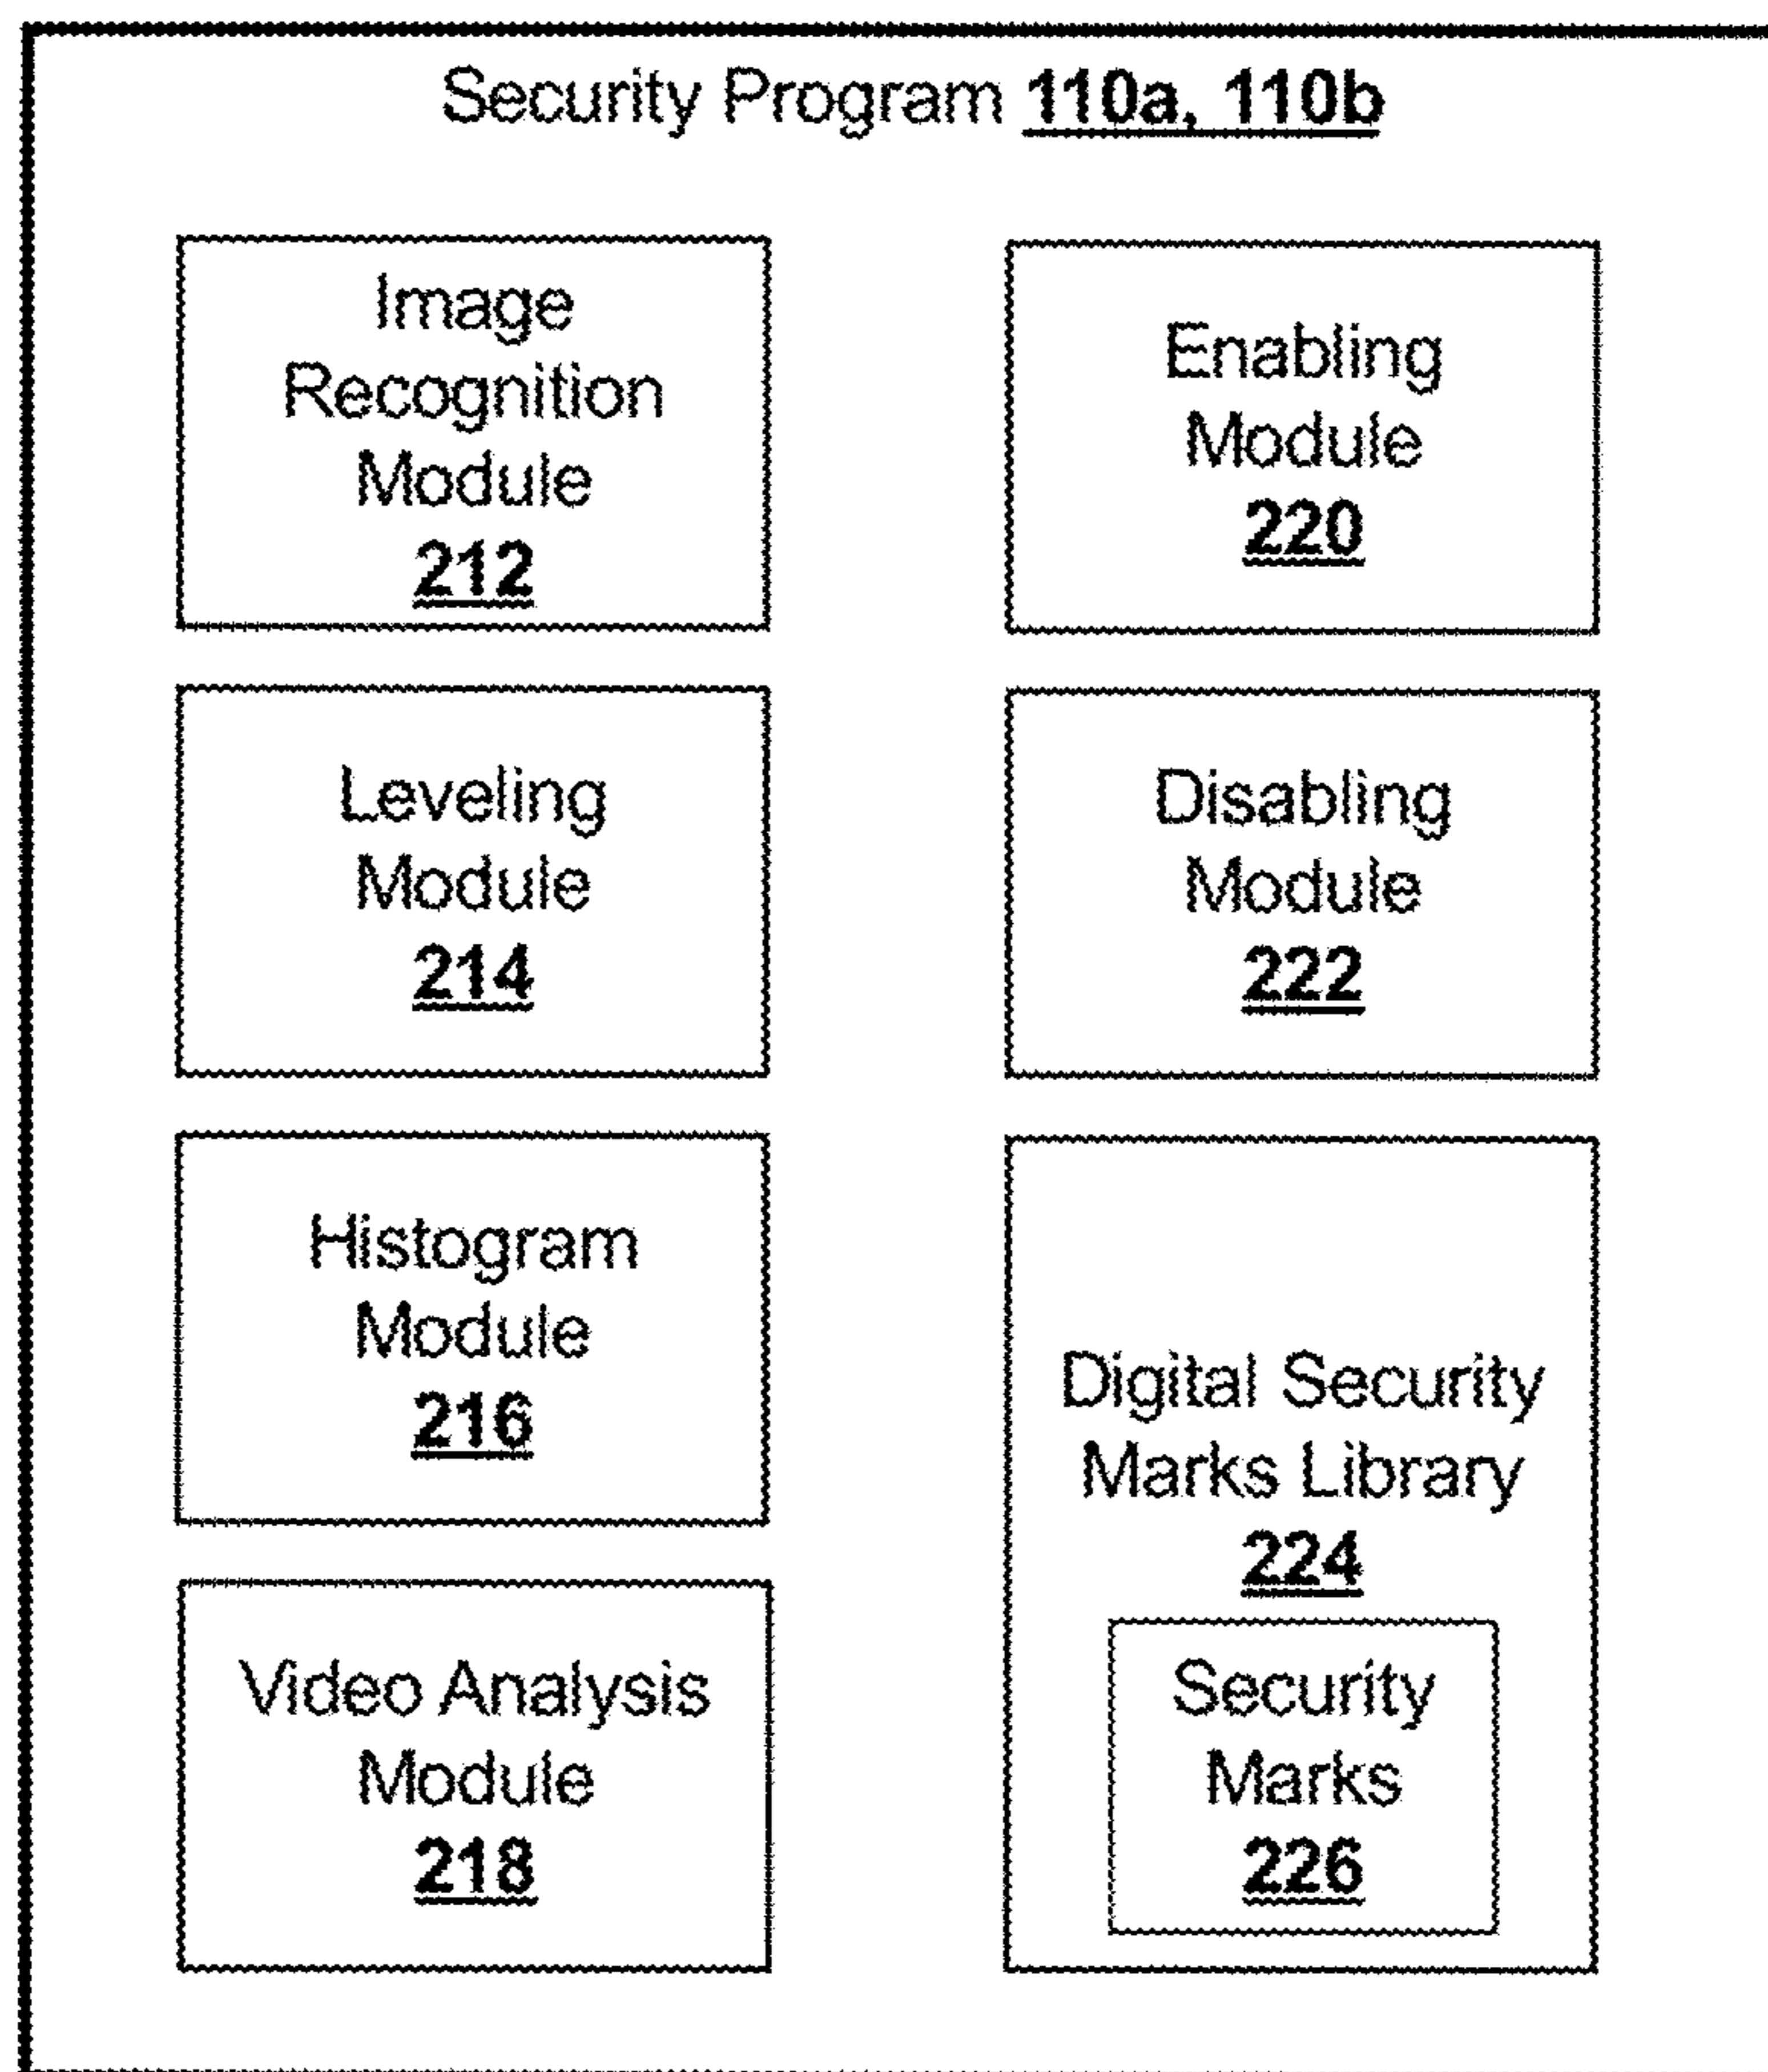 Security Program 110a, 110b
Image
Recognition
Module
212
Leveling
Module
214
Histogram
Module
216
Video Analysis
Module
218
Enabling
Module
220
Disabling
Module
222
Digital Security
Marks Library
224
Security
Marks
226